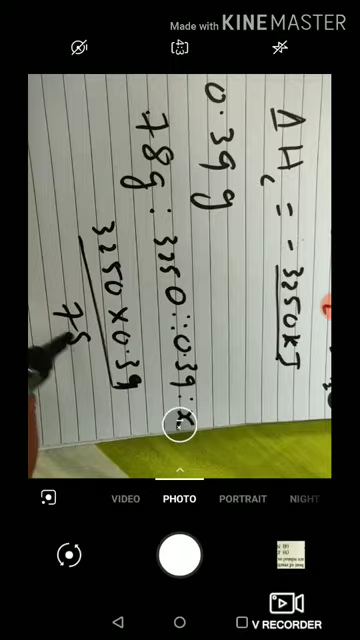 Made with KINEMASTER
ΔH꜀ = - 3250kJ
0.39g
78g : 3250 :: 0.39 : x
3250 x 0.39
78
VIDEO
PHOTO
PORTRAIT
NIGHT
V RECORDER